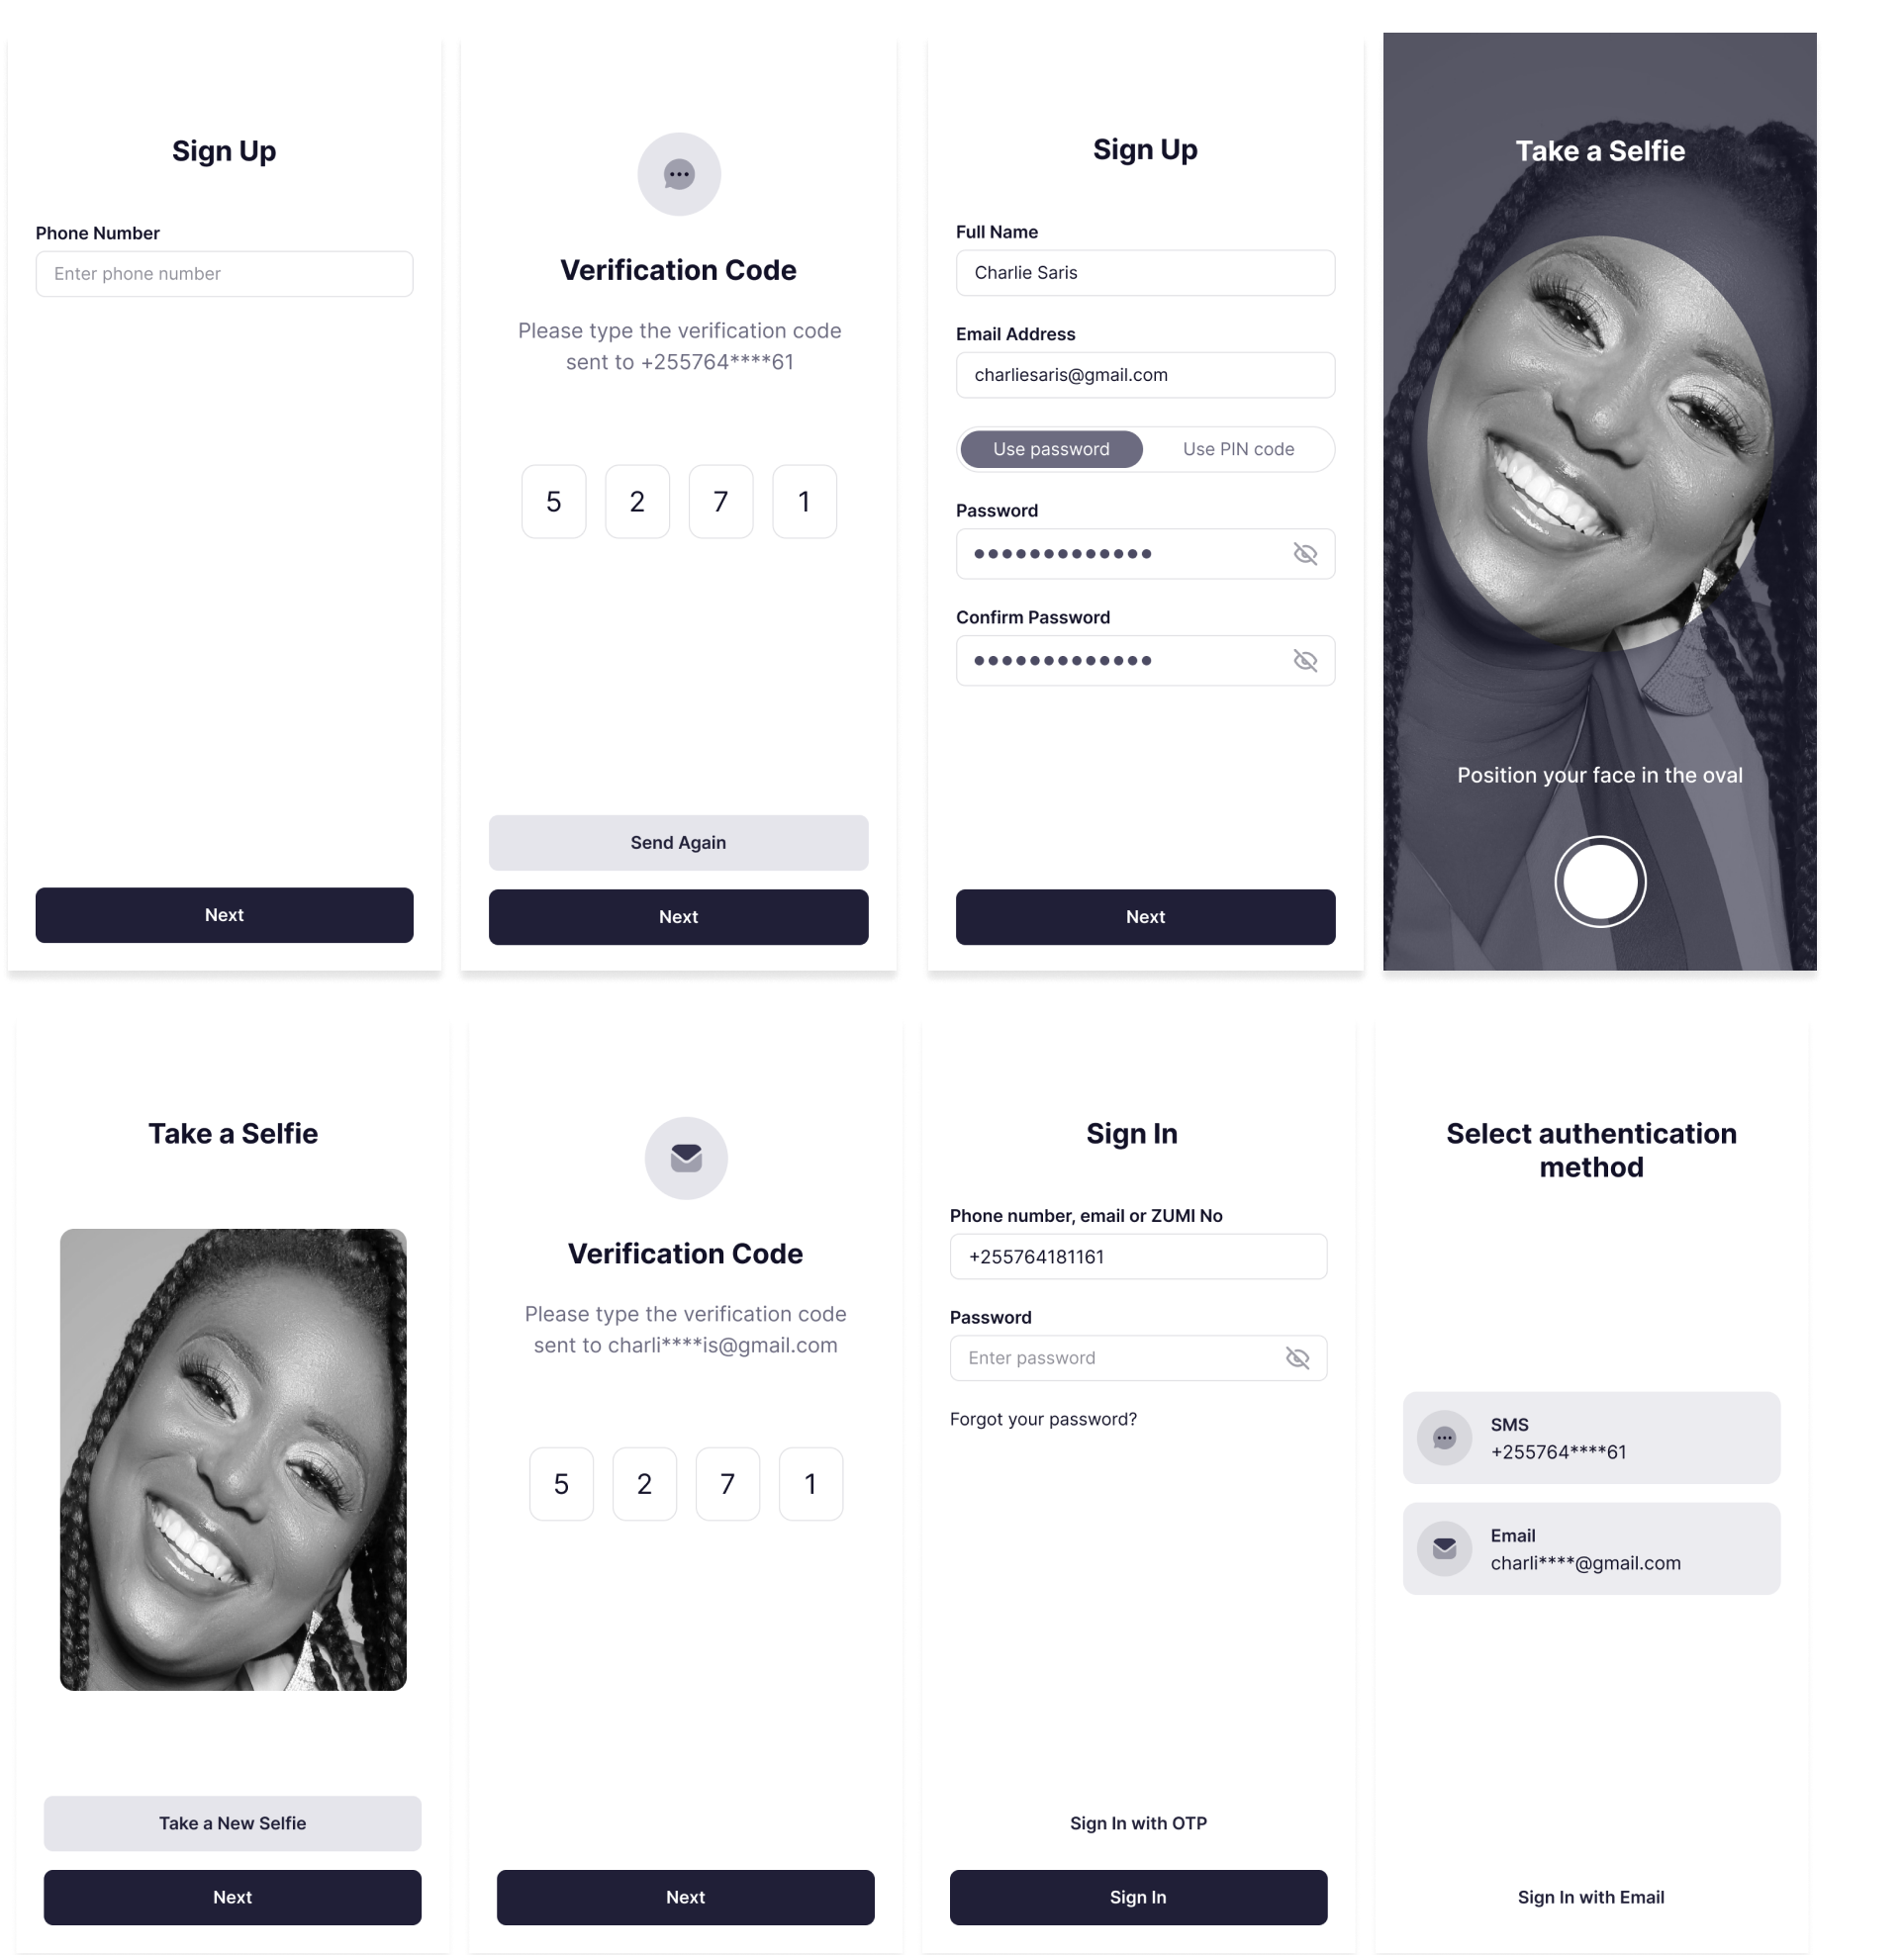 Sign Up
Phone Number
Enter phone number
Next
Verification Code
Please type the verification code
sent to +255764****61
5 2 7 1
Send Again
Next
Sign Up
Full Name
Charlie Saris
Email Address
charliesaris@gmail.com
Use password Use PIN code
Password
●●●●●●●●●●●●●
Confirm Password
●●●●●●●●●●●●●
Next
Take a Selfie
Position your face in the oval
Take a Selfie
Take a New Selfie
Next
Verification Code
Please type the verification code
sent to charli****is@gmail.com
5 2 7 1
Next
Sign In
Phone number, email or ZUMI No
+255764181161
Password
Enter password
Forgot your password?
Sign In with OTP
Sign In
Select authentication
method
SMS
+255764****61
Email
charli****@gmail.com
Sign In with Email